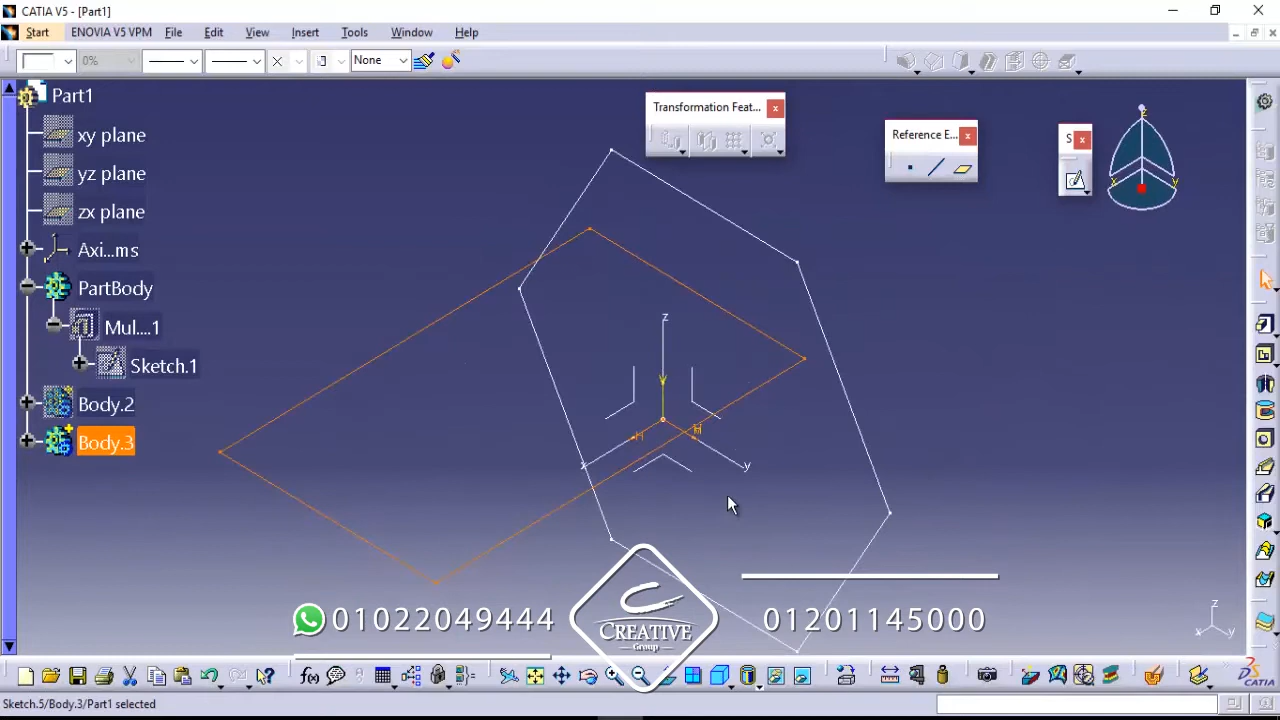 CATIA V5 - [Part1]
Start ENOVIA V5 VPM File Edit View Insert Tools Window Help
0% None
Part1
xy plane
yz plane
zx plane
Axi...ms
PartBody
Mul....1
Sketch.1
Body.2
Body.3
Transformation Feat...
Reference E...
S
z
x y
z
x y
H
z
x y
01022049444
CREATIVE
Group
01201145000
f(x)
CATIA
Sketch.5/Body.3/Part1 selected